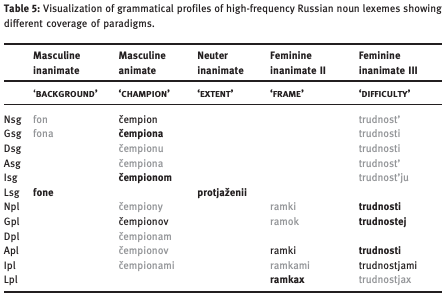 Table 5: Visualization of grammatical profiles of high-frequency Russian noun lexemes showing
different coverage of paradigms.
Masculine inanimate Masculine animate Neuter inanimate Feminine inanimate II Feminine inanimate III
‘BACKGROUND’ ‘CHAMPION’ ‘EXTENT’ ‘FRAME’ ‘DIFFICULTY’
Nsg fon čempion trudnost’
Gsg fona čempiona trudnosti
Dsg čempionu trudnosti
Asg čempiona trudnost’
Isg čempionom trudnost’ju
Lsg fone protjaženii
Npl čempiony ramki trudnosti
Gpl čempionov ramok trudnostej
Dpl čempionam
Apl čempionov ramki trudnosti
Ipl čempionami ramkami trudnostjami
Lpl ramkax trudnostjax